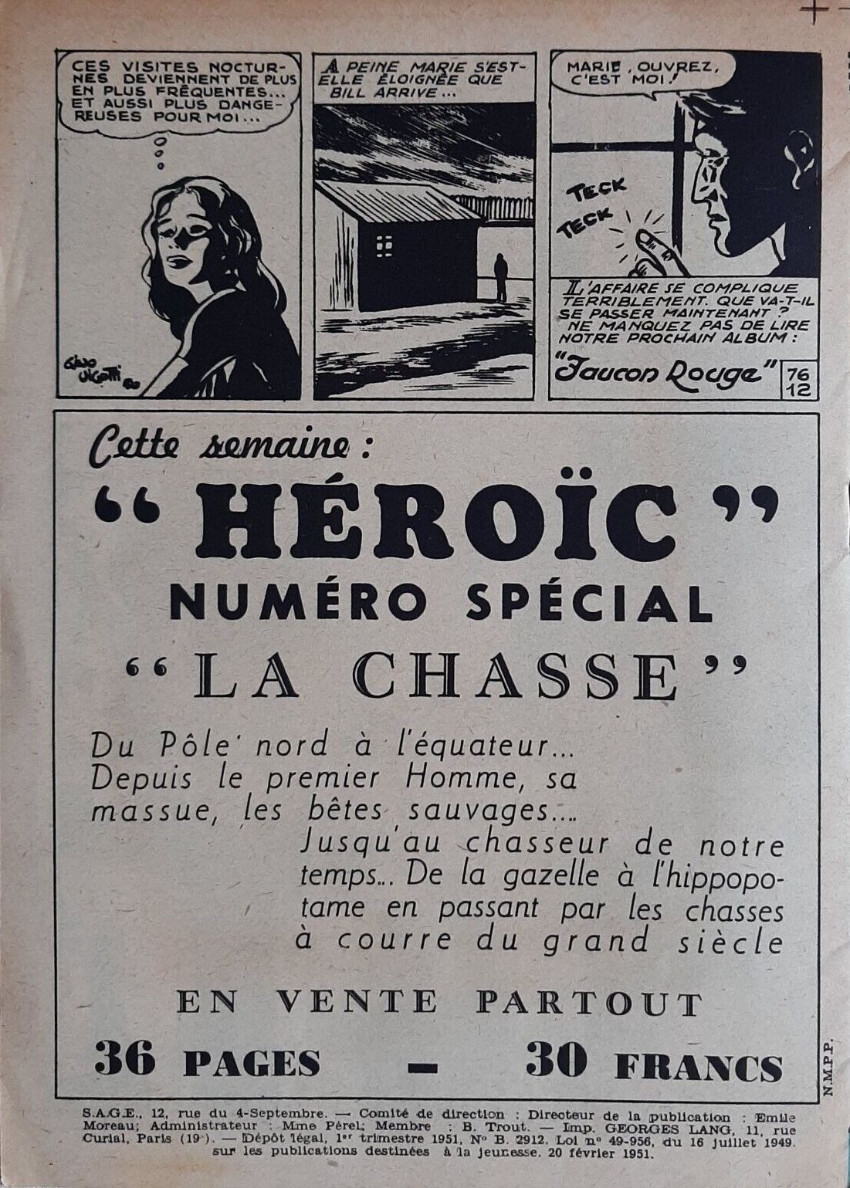 CES VISITES NOCTUR-
NES DEVIENNENT DE PLUS
EN PLUS FRÊQUENTES...
ET AUSSI PLUS DANGE-
REUSES POUR MOI...
A PEINE MARIE S'EST-
ELLE ÉLOIGNÉE QUE
BILL ARRIVE...
MARIE, OUVREZ,
C'EST MOI!
TECK
TECK
L'AFFAIRE SE COMPLIQUE
TERRIBLEMENT. QUE VA-T-IL
SE PASSER MAINTENANT ?
NE MANQUEZ PAS DE LIRE
NOTRE PROCHAIN ALBUM :
"Faucon Rouge"
76
12
Cette semaine :
“ HÉROÏC ”
NUMÉRO SPÉCIAL
“ LA CHASSE ”
Du Pôle nord à l'équateur...
Depuis le premier Homme, sa
massue, les bêtes sauvages...
Jusqu'au chasseur de notre
temps... De la gazelle à l'hippopo-
tame en passant par les chasses
à courre du grand siècle
EN VENTE PARTOUT
36 PAGES - 30 FRANCS
N.M.P.P.
S.A.G.E., 12, rue du 4-Septembre. — Comité de direction : Directeur de la publication : Emile
Moreau; Administrateur : Mme Pérel; Membre : B. Trout. — Imp. GEORGES LANG, 11, rue
Curial, Paris (19e). — Dépôt légal, 1er trimestre 1951, No B. 2912. Loi no 49-956, du 16 juillet 1949.
sur les publications destinées à la jeunesse. 20 février 1951.